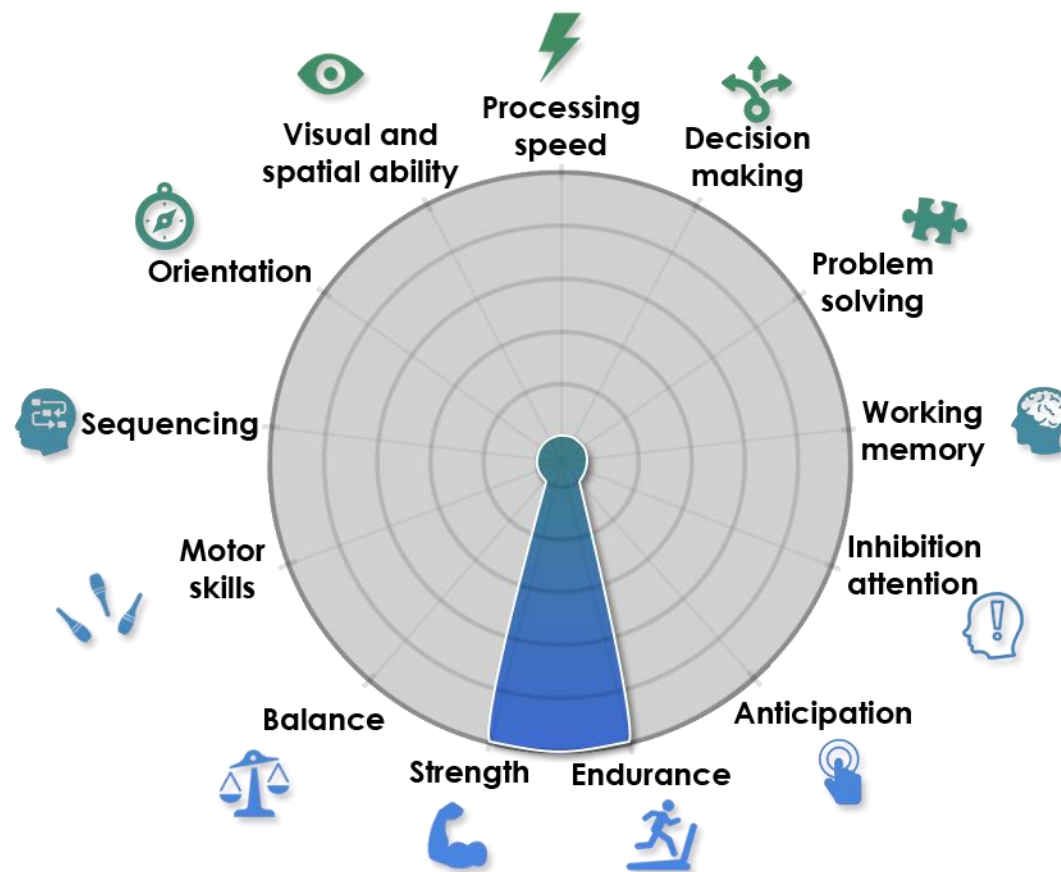 Processing
speed
Decision
making
Problem
solving
Working
memory
Inhibition
attention
Anticipation
Endurance
Strength
Balance
Motor
skills
Sequencing
Orientation
Visual and
spatial ability